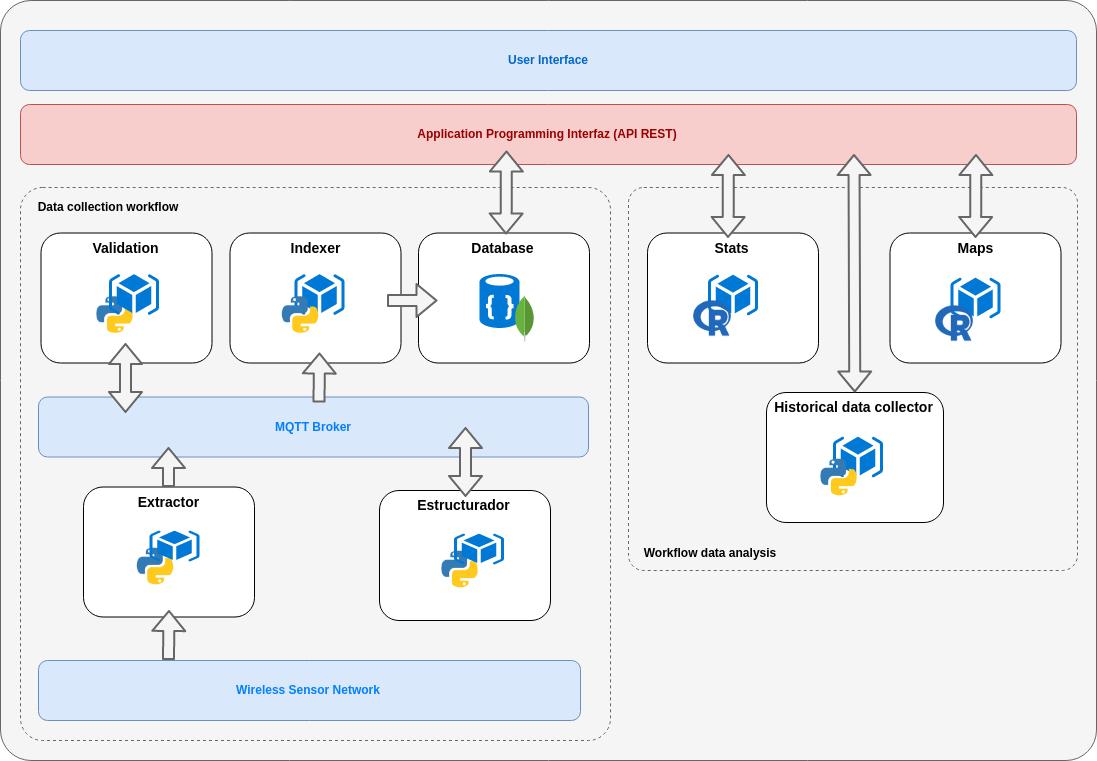 User Interface
Application Programming Interfaz (API REST)
Data collection workflow
Validation
Indexer
Database
{ }
Stats
R
Maps
R
MQTT Broker
Historical data collector
Extractor
Estructurador
Workflow data analysis
Wireless Sensor Network